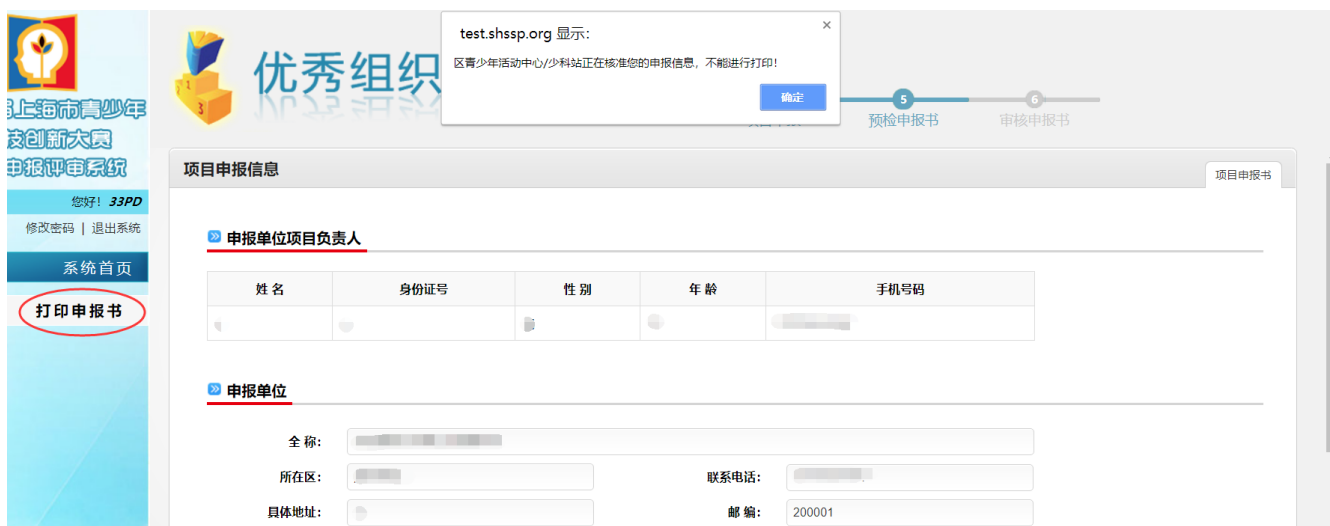 test.shssp.org 显示:
区青少年活动中心/少科站正在核准您的申报信息，不能进行打印!
确定
优秀组织
上海市青少年
技创新大赛
申报评审系统
您好! 33PD
修改密码 | 退出系统
系统首页
打印申报书
5
预检申报书
6
审核申报书
项目申报信息
项目申报书
申报单位项目负责人
姓 名 身份证号 性 别 年 龄 手机号码
申报单位
全 称:
所在区: 联系电话:
具体地址: 邮 编: 200001